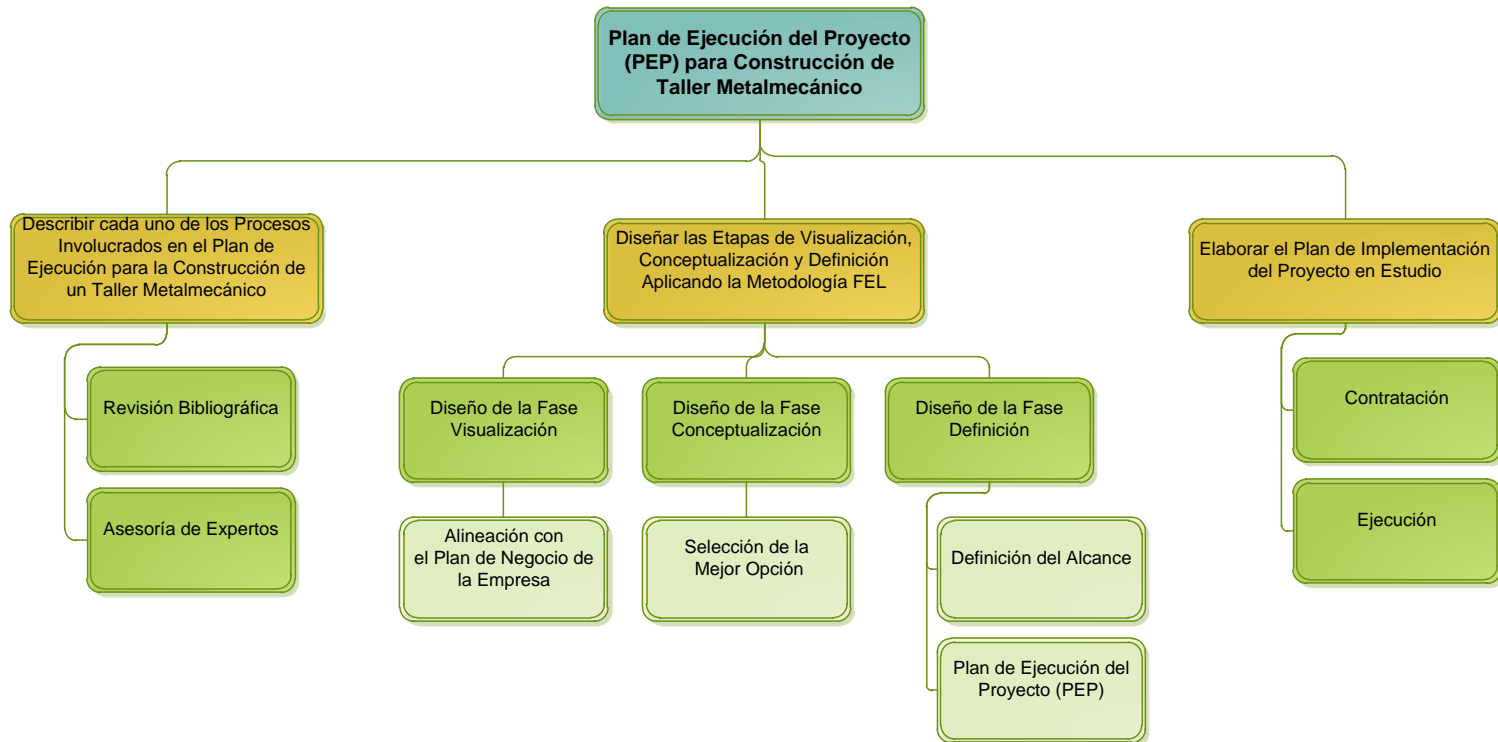 Plan de Ejecución del Proyecto
(PEP) para Construcción de
Taller Metalmecánico
Describir cada uno de los Procesos
Involucrados en el Plan de
Ejecución para la Construcción de
un Taller Metalmecánico
Diseñar las Etapas de Visualización,
Conceptualización y Definición
Aplicando la Metodología FEL
Elaborar el Plan de Implementación
del Proyecto en Estudio
Revisión Bibliográfica
Asesoría de Expertos
Diseño de la Fase
Visualización
Diseño de la Fase
Conceptualización
Diseño de la Fase
Definición
Alineación con
el Plan de Negocio de
la Empresa
Selección de la
Mejor Opción
Definición del Alcance
Plan de Ejecución del
Proyecto (PEP)
Contratación
Ejecución